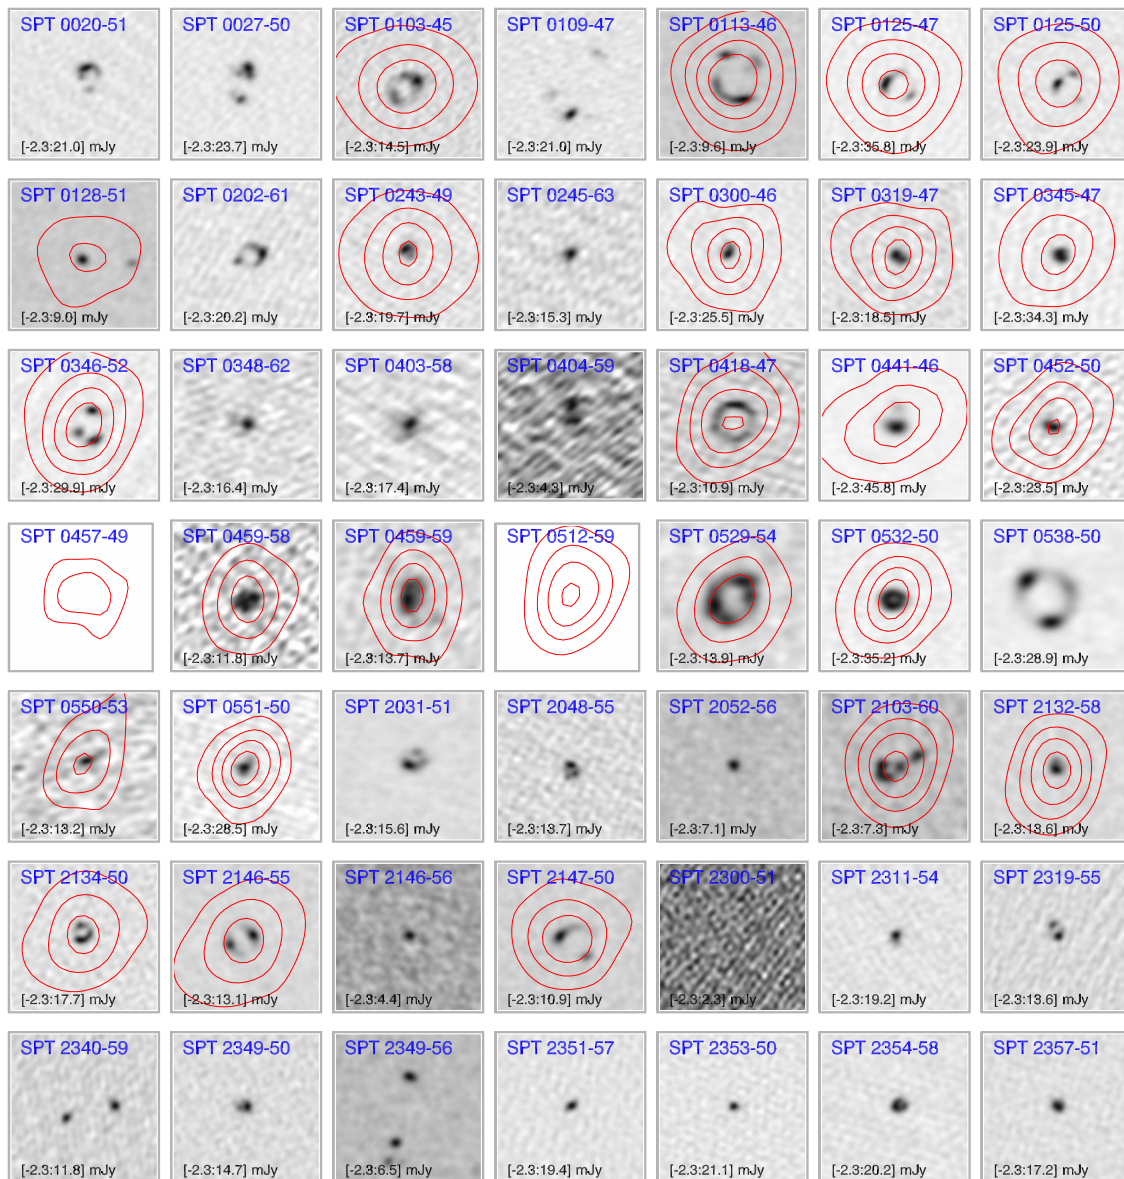 SPT 0020-51 SPT 0027-50 SPT 0103-45 SPT 0109-47 SPT 0113-46 SPT 0125-47 SPT 0125-50
[-2.3:21.0] mJy [-2.3:23.7] mJy [-2.3:14.5] mJy [-2.3:21.0] mJy [-2.3:9.6] mJy [-2.3:35.8] mJy [-2.3:23.9] mJy
SPT 0128-51 SPT 0202-61 SPT 0243-49 SPT 0245-63 SPT 0300-46 SPT 0319-47 SPT 0345-47
[-2.3:9.0] mJy [-2.3:20.2] mJy [-2.3:19.7] mJy [-2.3:15.3] mJy [-2.3:25.5] mJy [-2.3:18.5] mJy [-2.3:34.3] mJy
SPT 0346-52 SPT 0348-62 SPT 0403-58 SPT 0404-59 SPT 0418-47 SPT 0441-46 SPT 0452-50
[-2.3:29.9] mJy [-2.3:16.4] mJy [-2.3:17.4] mJy [-2.3:4.3] mJy [-2.3:10.9] mJy [-2.3:45.8] mJy [-2.3:23.5] mJy
SPT 0457-49 SPT 0459-58 SPT 0459-59 SPT 0512-59 SPT 0529-54 SPT 0532-50 SPT 0538-50
[-2.3:11.8] mJy [-2.3:13.7] mJy [-2.3:13.9] mJy [-2.3:35.2] mJy [-2.3:28.9] mJy
SPT 0550-53 SPT 0551-50 SPT 2031-51 SPT 2048-55 SPT 2052-56 SPT 2103-60 SPT 2132-58
[-2.3:13.2] mJy [-2.3:28.5] mJy [-2.3:15.6] mJy [-2.3:13.7] mJy [-2.3:7.1] mJy [-2.3:7.3] mJy [-2.3:13.6] mJy
SPT 2134-50 SPT 2146-55 SPT 2146-56 SPT 2147-50 SPT 2300-51 SPT 2311-54 SPT 2319-55
[-2.3:17.7] mJy [-2.3:13.1] mJy [-2.3:4.4] mJy [-2.3:10.9] mJy [-2.3:2.3] mJy [-2.3:19.2] mJy [-2.3:13.6] mJy
SPT 2340-59 SPT 2349-50 SPT 2349-56 SPT 2351-57 SPT 2353-50 SPT 2354-58 SPT 2357-51
[-2.3:11.8] mJy [-2.3:14.7] mJy [-2.3:6.5] mJy [-2.3:19.4] mJy [-2.3:21.1] mJy [-2.3:20.2] mJy [-2.3:17.2] mJy